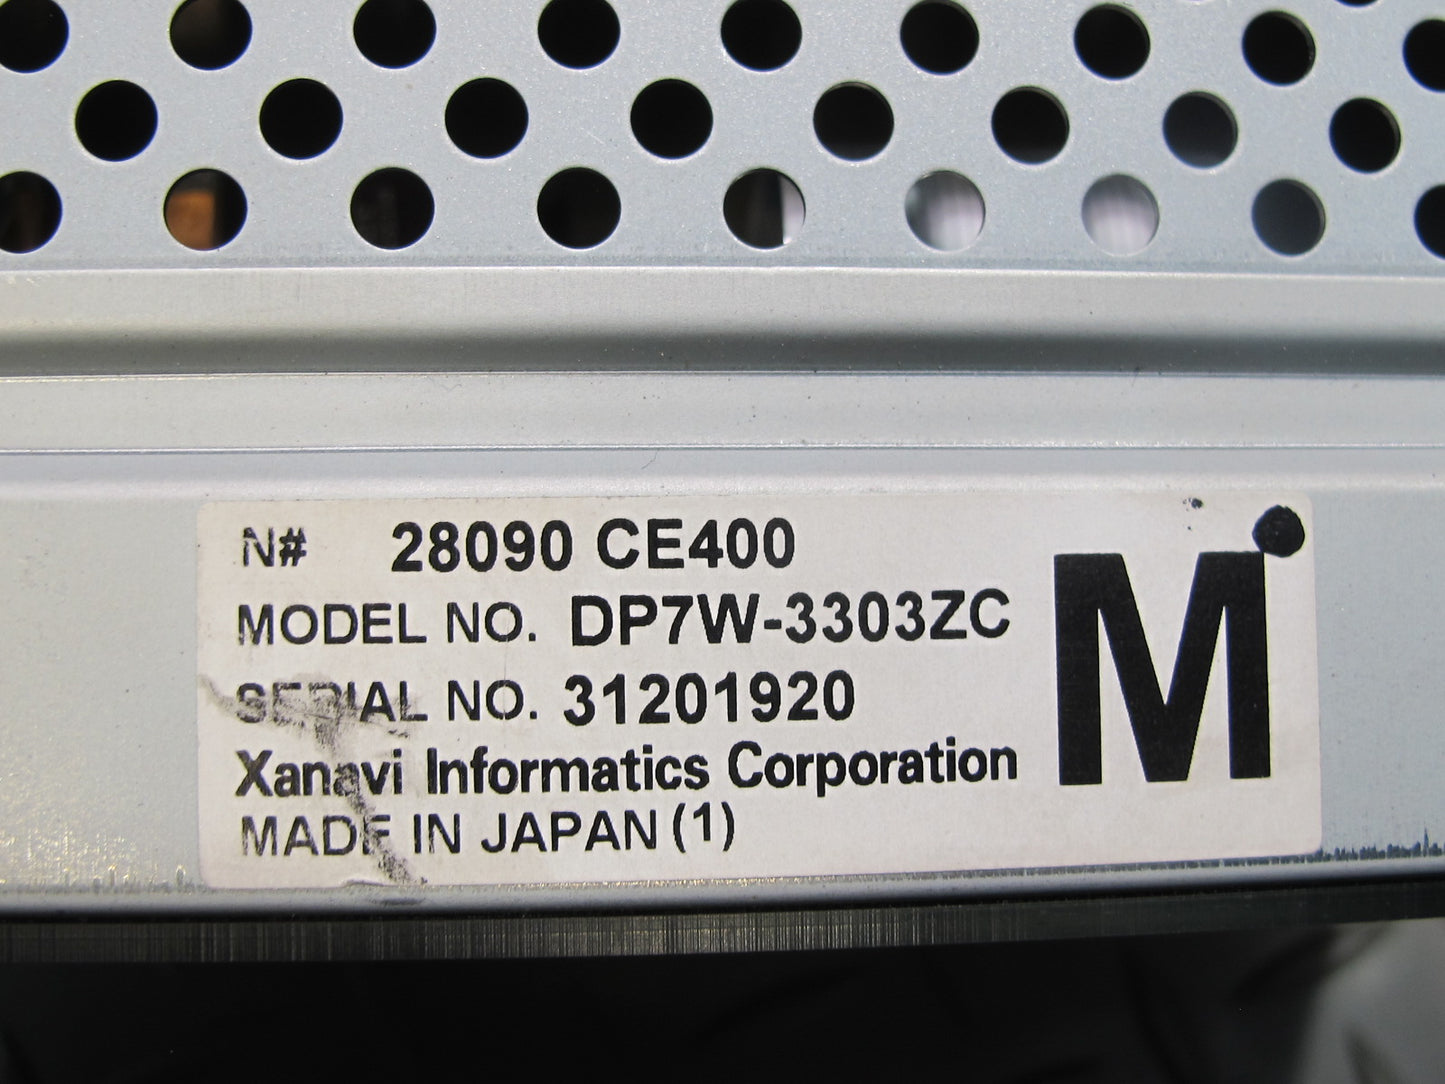 N# 28090 CE400
MODEL NO. DP7W-3303ZC
SERIAL NO. 31201920
Xanavi Informatics Corporation
MADE IN JAPAN (1)
M